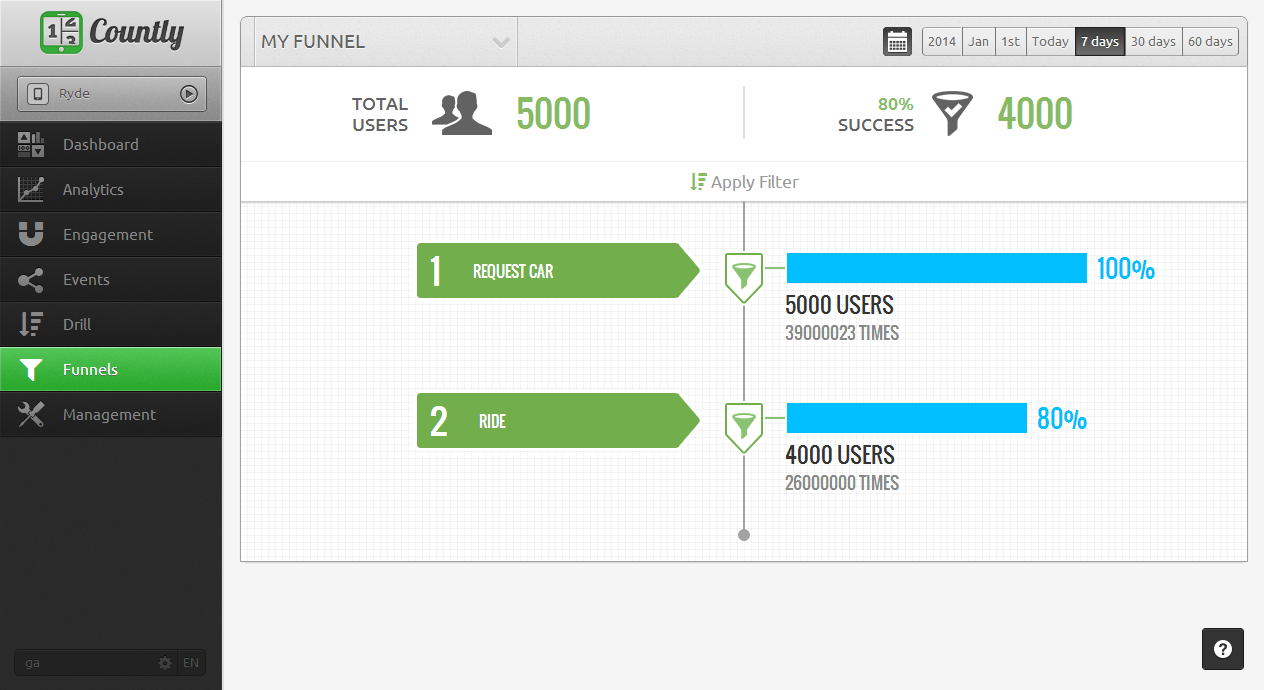 Countly
Ryde
Dashboard
Analytics
Engagement
Events
Drill
Funnels
Management
ga
EN
MY FUNNEL
2014 Jan 1st Today 7 days 30 days 60 days
TOTAL
USERS
5000
80%
SUCCESS
4000
Apply Filter
1 REQUEST CAR
100%
5000 USERS
39000023 TIMES
2 RIDE
80%
4000 USERS
26000000 TIMES
?